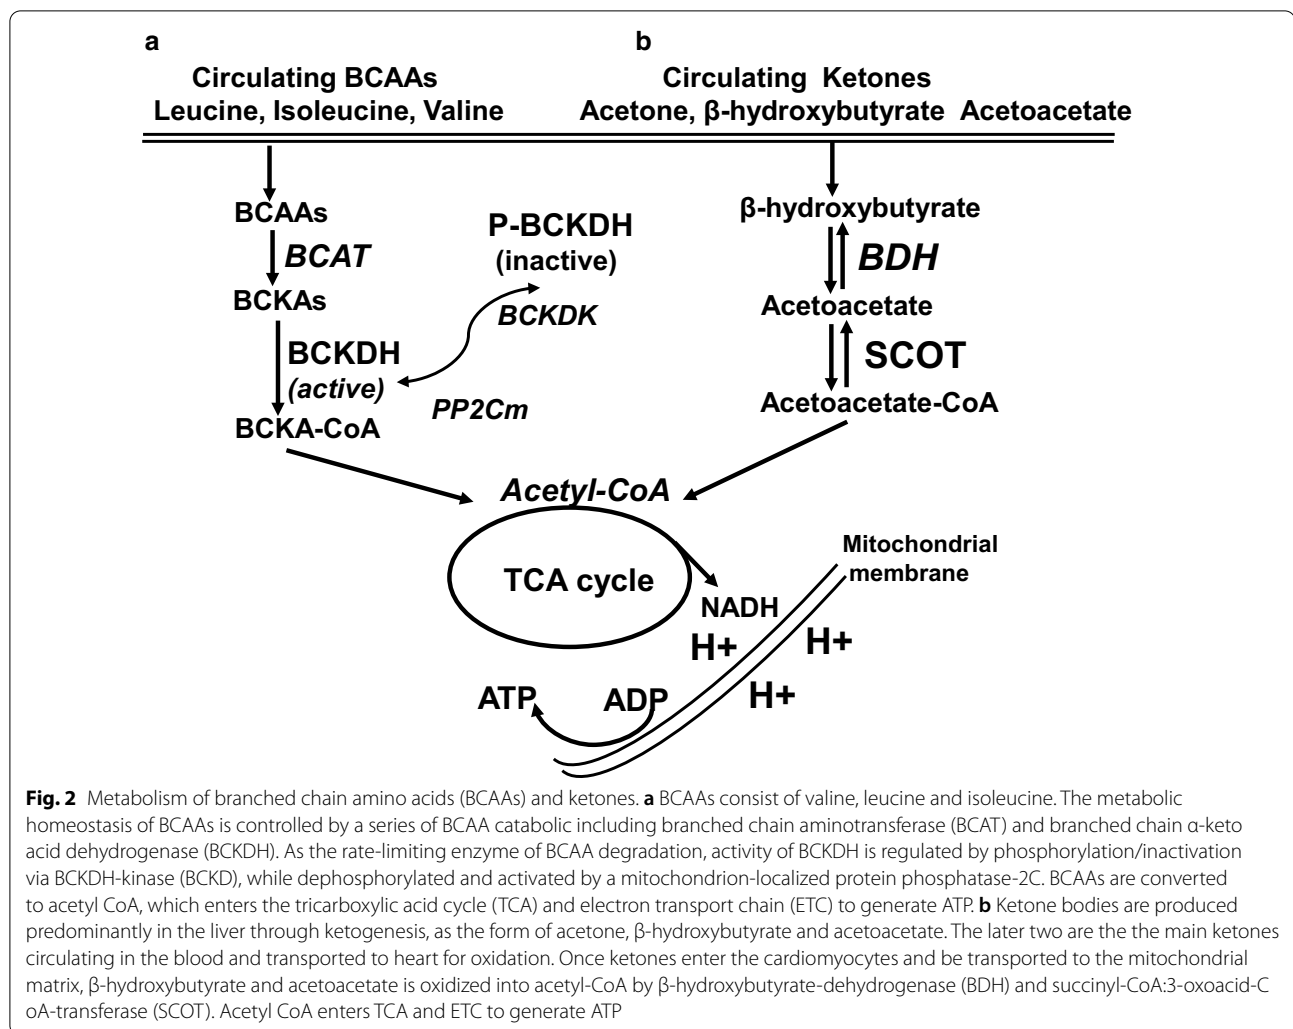 a
Circulating BCAAs
Leucine, Isoleucine, Valine
BCAAs
BCAT
BCKAs
BCKDH
(active)
BCKA-CoA
P-BCKDH
(inactive)
BCKDK
PP2Cm
b
Circulating Ketones
Acetone, β-hydroxybutyrate Acetoacetate
β-hydroxybutyrate
BDH
Acetoacetate
SCOT
Acetoacetate-CoA
Acetyl-CoA
TCA cycle
NADH
Mitochondrial
membrane
H+
H+
H+
ATP
ADP
Fig. 2 Metabolism of branched chain amino acids (BCAAs) and ketones. a BCAAs consist of valine, leucine and isoleucine. The metabolic
homeostasis of BCAAs is controlled by a series of BCAA catabolic including branched chain aminotransferase (BCAT) and branched chain α-keto
acid dehydrogenase (BCKDH). As the rate-limiting enzyme of BCAA degradation, activity of BCKDH is regulated by phosphorylation/inactivation
via BCKDH-kinase (BCKD), while dephosphorylated and activated by a mitochondrion-localized protein phosphatase-2C. BCAAs are converted
to acetyl CoA, which enters the tricarboxylic acid cycle (TCA) and electron transport chain (ETC) to generate ATP. b Ketone bodies are produced
predominantly in the liver through ketogenesis, as the form of acetone, β-hydroxybutyrate and acetoacetate. The later two are the the main ketones
circulating in the blood and transported to heart for oxidation. Once ketones enter the cardiomyocytes and be transported to the mitochondrial
matrix, β-hydroxybutyrate and acetoacetate is oxidized into acetyl-CoA by β-hydroxybutyrate-dehydrogenase (BDH) and succinyl-CoA:3-oxoacid-C
oA-transferase (SCOT). Acetyl CoA enters TCA and ETC to generate ATP